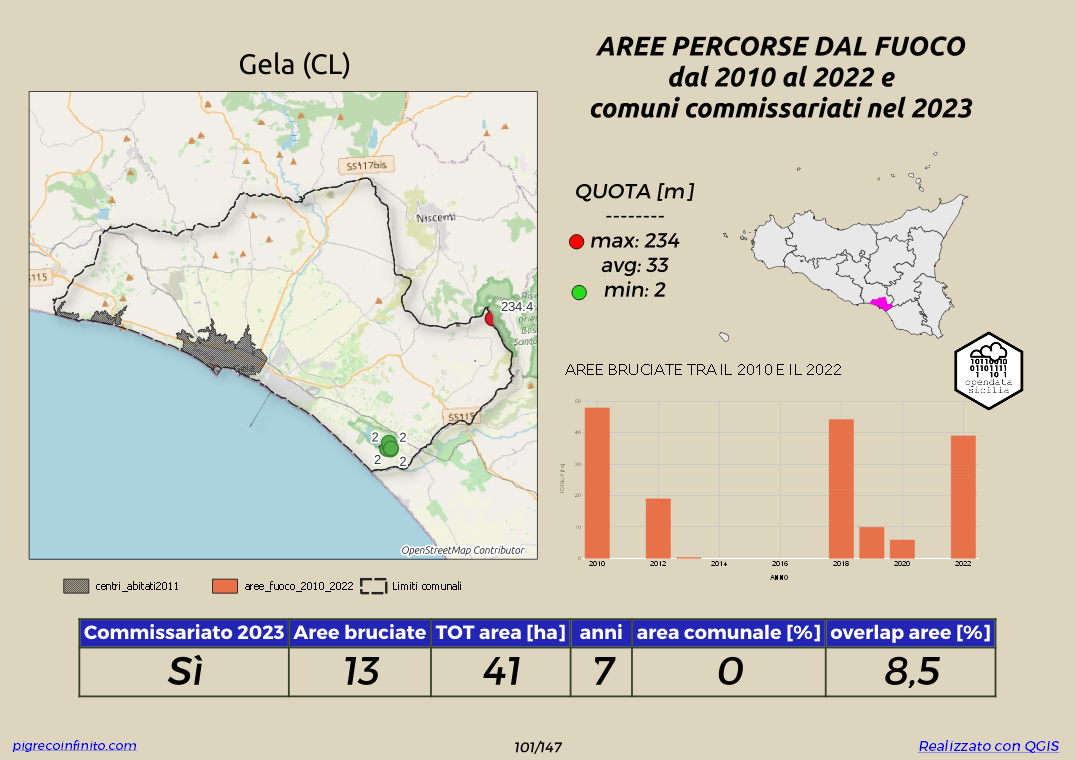 Gela (CL)
AREE PERCORSE DAL FUOCO
dal 2010 al 2022 e
comuni commissariati nel 2023
SS117bis
Niscemi
115
234.4
SS115
2 2
2 2
OpenStreetMap Contributor
centri_abitati2011
aree_fuoco_2010_2022
Limiti comunali
QUOTA [m]
--------
max: 234
avg: 33
min: 2
10110010
01101111
1 10 1
opendata
sicilia
AREE BRUCIATE TRA IL 2010 E IL 2022
50
40
30
20
10
0
2010 2012 2014 2016 2018 2020 2022
ANNO
Commissariato 2023 Aree bruciate TOT area [ha] anni area comunale [%] overlap aree [%]
Sì 13 41 7 0 8,5
pigrecoinfinito.com
101/147
Realizzato con QGIS